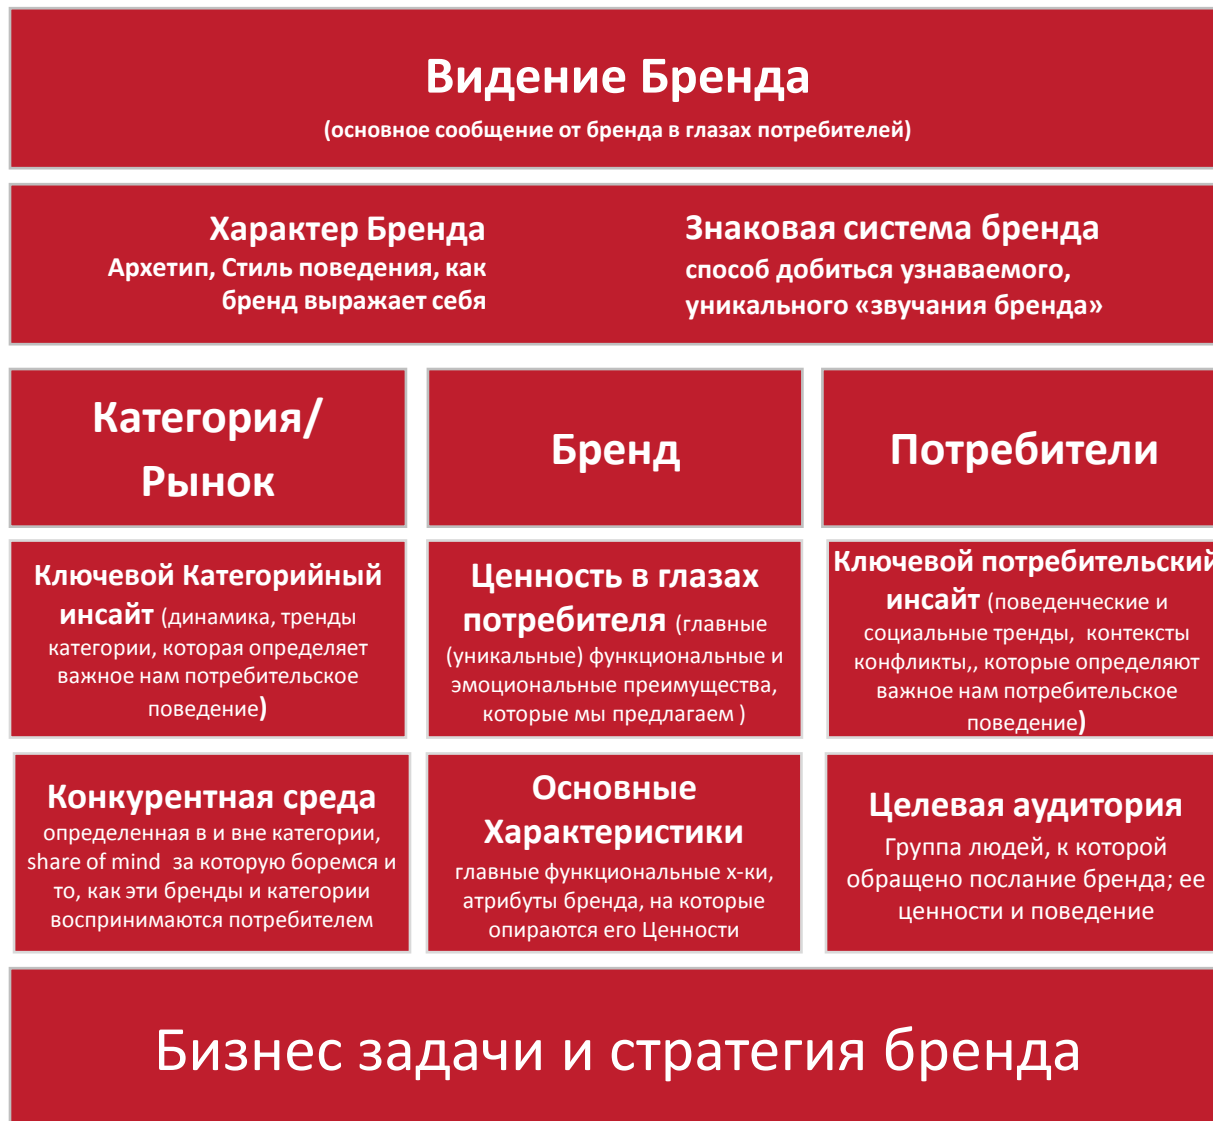 Видение Бренда
(основное сообщение от бренда в глазах потребителей)
Характер Бренда
Архетип, Стиль поведения, как
бренд выражает себя
Знаковая система бренда
способ добиться узнаваемого,
уникального «звучания бренда»
Категория/
Рынок
Бренд
Потребители
Ключевой Категорийный
инсайт (динамика, тренды
категории, которая определяет
важное нам потребительское
поведение)
Ценность в глазах
потребителя (главные
(уникальные) функциональные и
эмоциональные преимущества,
которые мы предлагаем )
Ключевой потребительский
инсайт (поведенческие и
социальные тренды, контексты
конфликты,, которые определяют
важное нам потребительское
поведение)
Конкурентная среда
определенная в и вне категории,
share of mind за которую боремся и
то, как эти бренды и категории
воспринимаются потребителем
Основные
Характеристики
главные функциональные х-ки,
атрибуты бренда, на которые
опираются его Ценности
Целевая аудитория
Группа людей, к которой
обращено послание бренда; ее
ценности и поведение
Бизнес задачи и стратегия бренда